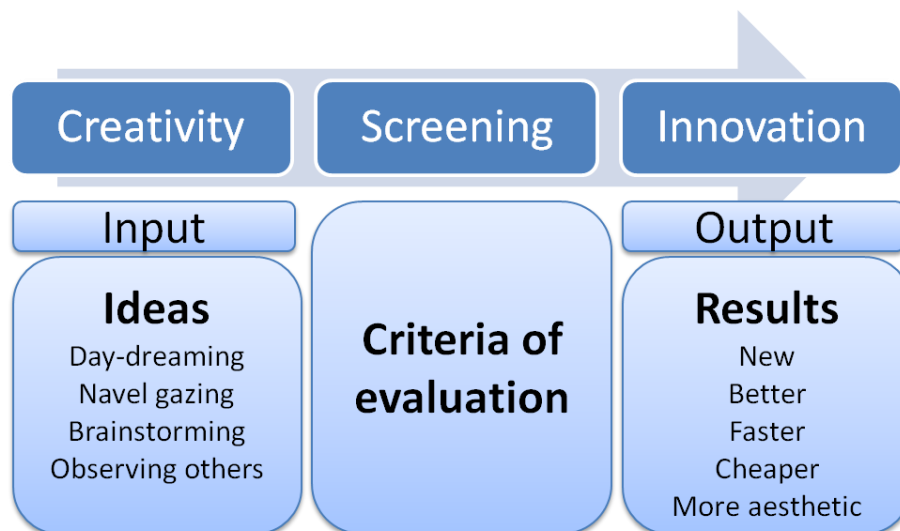 Creativity
Screening
Innovation
Input
Output
Ideas
Day-dreaming
Navel gazing
Brainstorming
Observing others
Criteria of
evaluation
Results
New
Better
Faster
Cheaper
More aesthetic